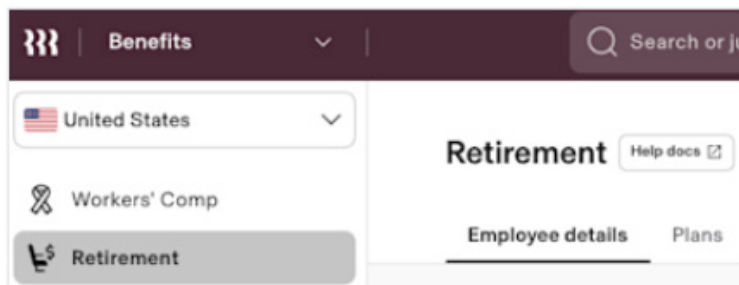 Benefits
Search or ju
United States
Retirement
Help docs
Workers' Comp
Employee details
Plans
Retirement